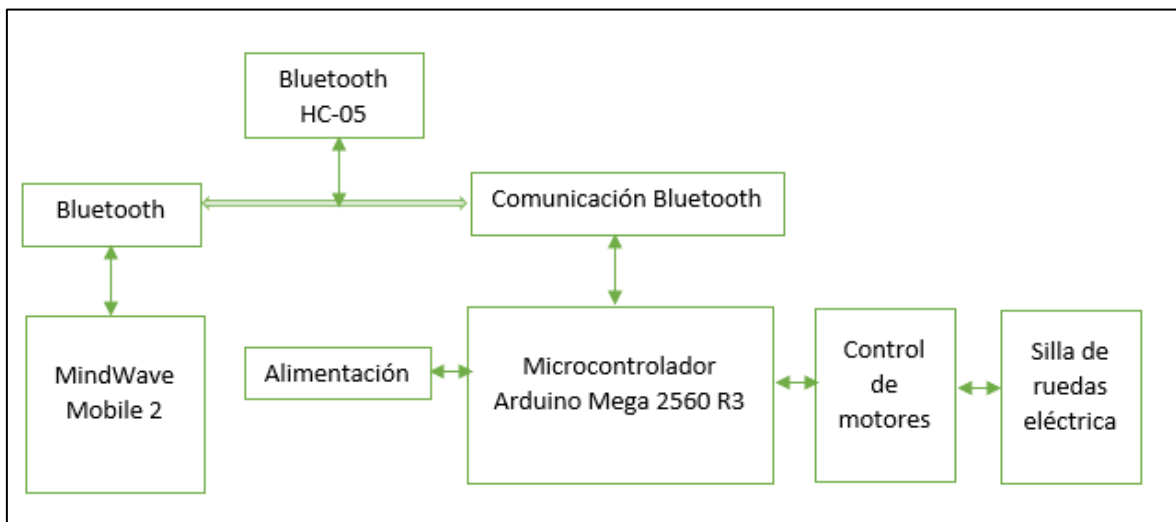 Bluetooth
HC-05
Bluetooth
Comunicación Bluetooth
MindWave
Mobile 2
Alimentación
Microcontrolador
Arduino Mega 2560 R3
Control
de
motores
Silla de
ruedas
eléctrica